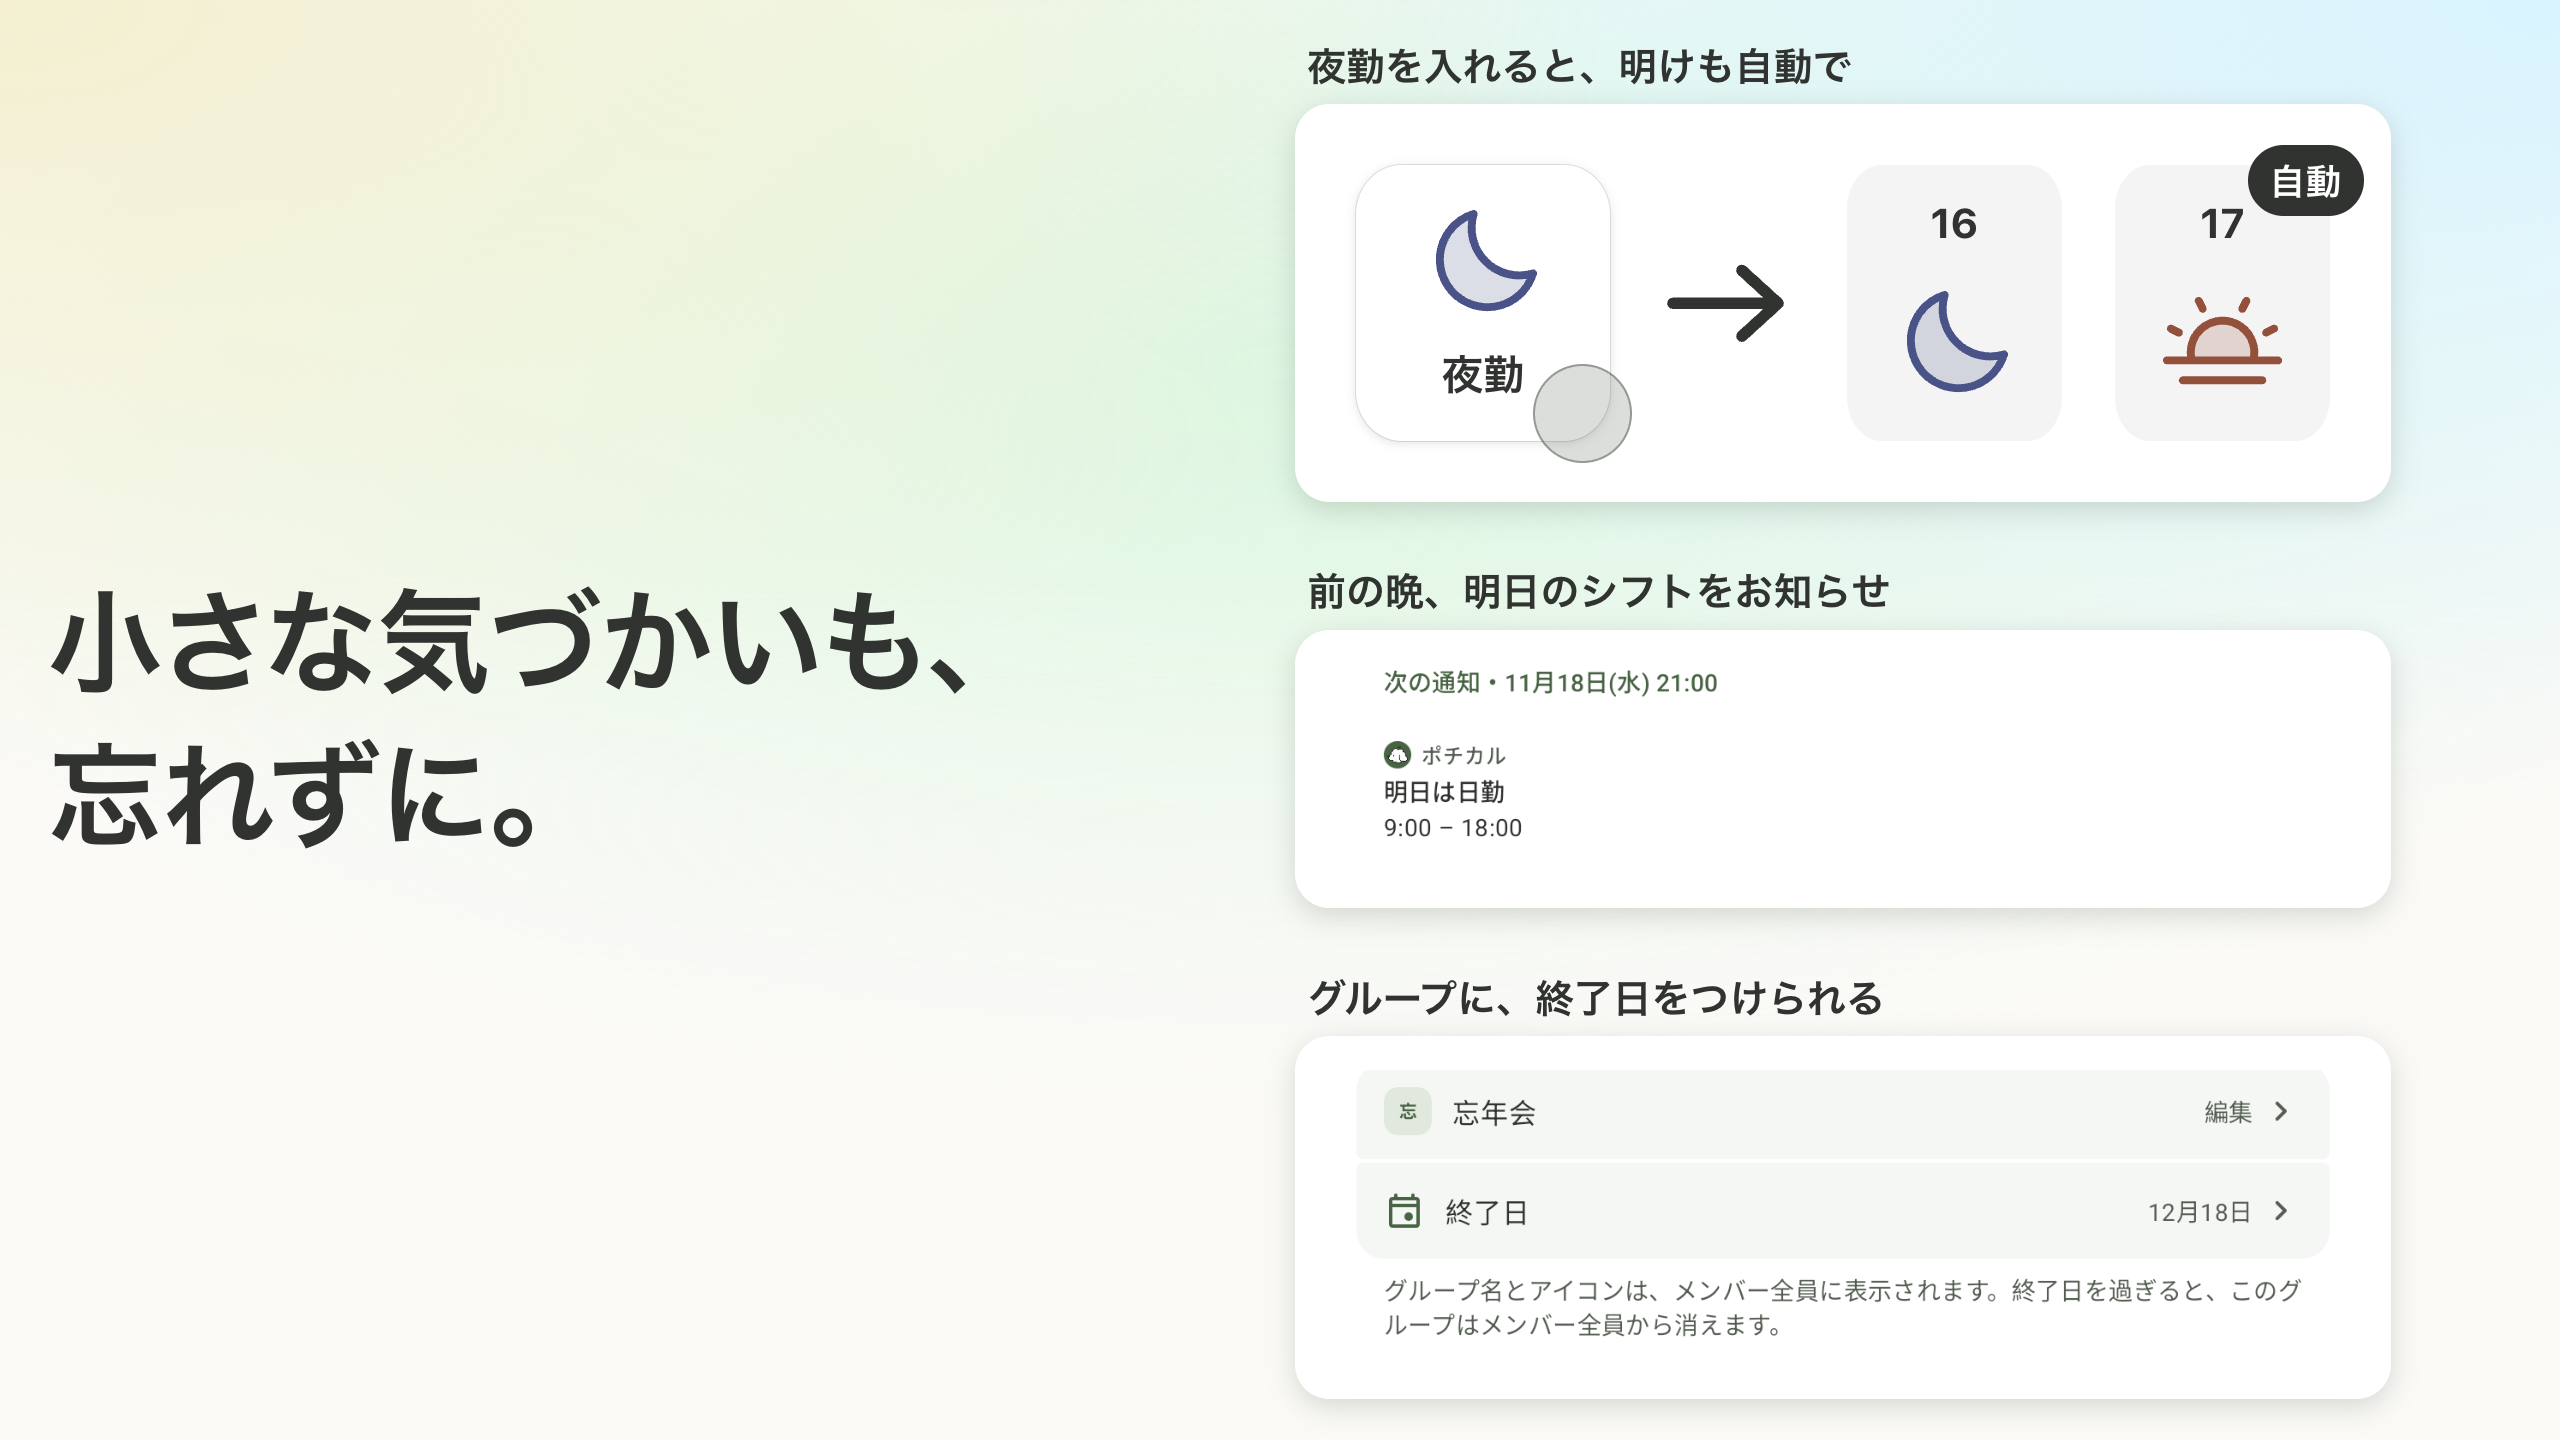 小さな気づかいも、
忘れずに。
夜勤を入れると、明けも自動で
夜勤
16
17
自動
前の晩、明日のシフトをお知らせ
次の通知・11月18日(水) 21:00
ポチカル
明日は日勤
9:00 – 18:00
グループに、終了日をつけられる
忘 忘年会 編集
終了日 12月18日
グループ名とアイコンは、メンバー全員に表示されます。終了日を過ぎると、このグ
ループはメンバー全員から消えます。